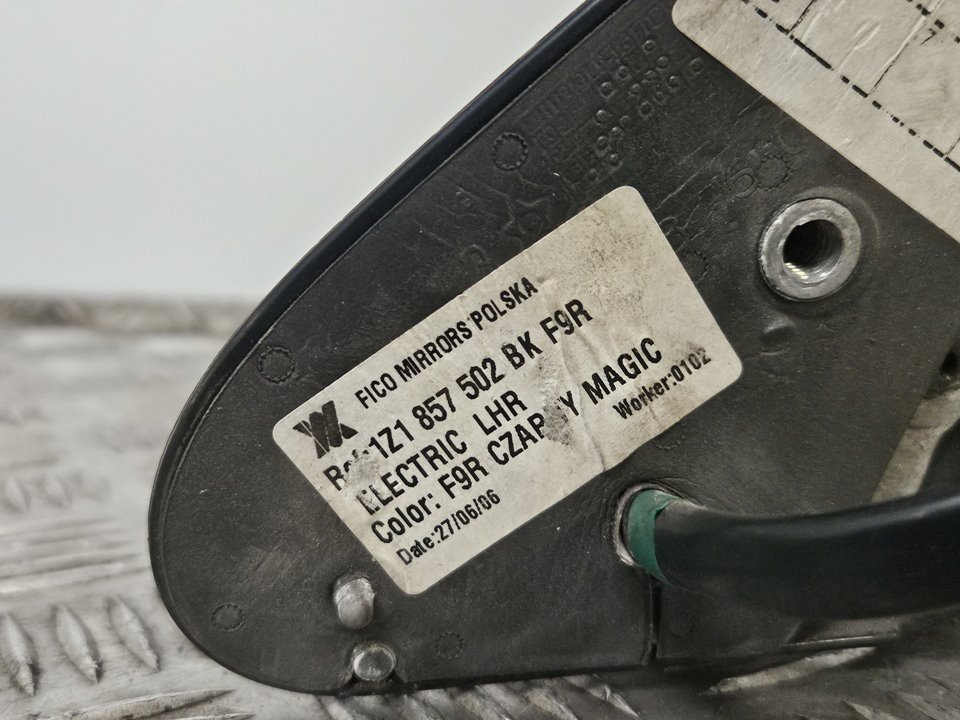 FICO MIRRORS POLSKA
1Z1 857 502 BK F9R
ELECTRIC LHR
Color: F9R MAGIC
Date:27/06/06
Worker:0102